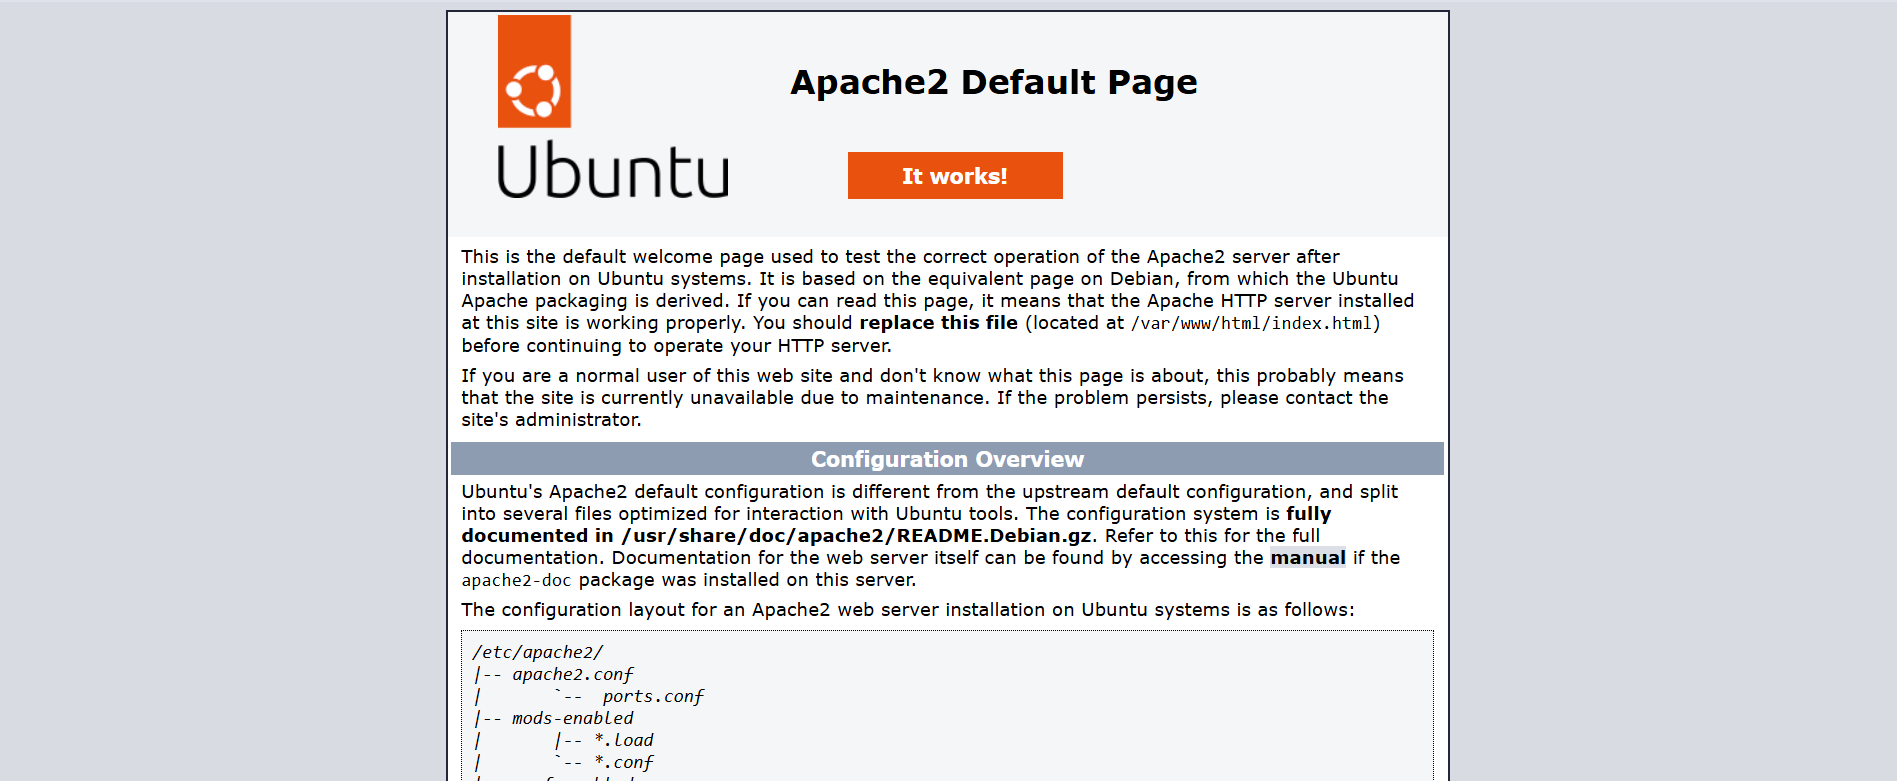 Apache2 Default Page
Ubuntu
It works!
This is the default welcome page used to test the correct operation of the Apache2 server after
installation on Ubuntu systems. It is based on the equivalent page on Debian, from which the Ubuntu
Apache packaging is derived. If you can read this page, it means that the Apache HTTP server installed
at this site is working properly. You should replace this file (located at /var/www/html/index.html)
before continuing to operate your HTTP server.
If you are a normal user of this web site and don't know what this page is about, this probably means
that the site is currently unavailable due to maintenance. If the problem persists, please contact the
site's administrator.
Configuration Overview
Ubuntu's Apache2 default configuration is different from the upstream default configuration, and split
into several files optimized for interaction with Ubuntu tools. The configuration system is fully
documented in /usr/share/doc/apache2/README.Debian.gz. Refer to this for the full
documentation. Documentation for the web server itself can be found by accessing the manual if the
apache2-doc package was installed on this server.
The configuration layout for an Apache2 web server installation on Ubuntu systems is as follows:
/etc/apache2/
|-- apache2.conf
|       `--  ports.conf
|-- mods-enabled
|       |-- *.load
|       `-- *.conf